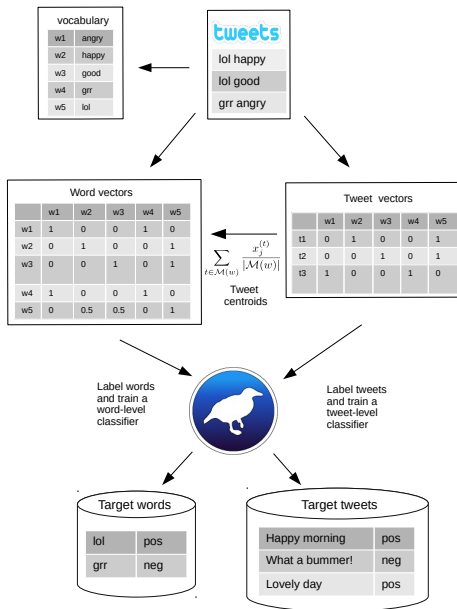 vocabulary
w1 angry
w2 happy
w3 good
w4 grr
w5 lol
tweets
lol happy
lol good
grr angry
Word vectors
w1 w2 w3 w4 w5
w1 1 0 0 1 0
w2 0 1 0 0 1
w3 0 0 1 0 1
w4 1 0 0 1 0
w5 0 0.5 0.5 0 1
∑_{t∈M(w)} x_j^{(t)} / |M(w)|
Tweet
centroids
Tweet vectors
w1 w2 w3 w4 w5
t1 0 1 0 0 1
t2 0 0 1 0 1
t3 1 0 0 1 0
Label words
and train a
word-level
classifier
Label tweets
and train a
tweet-level
classifier
Target words
lol pos
grr neg
Target tweets
Happy morning pos
What a bummer! neg
Lovely day pos